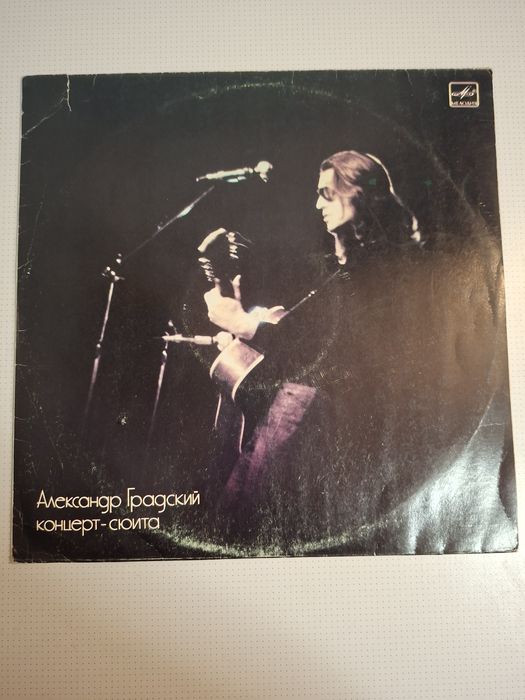 МЕЛОДИЯ
Александр Градский
концерт-сюита